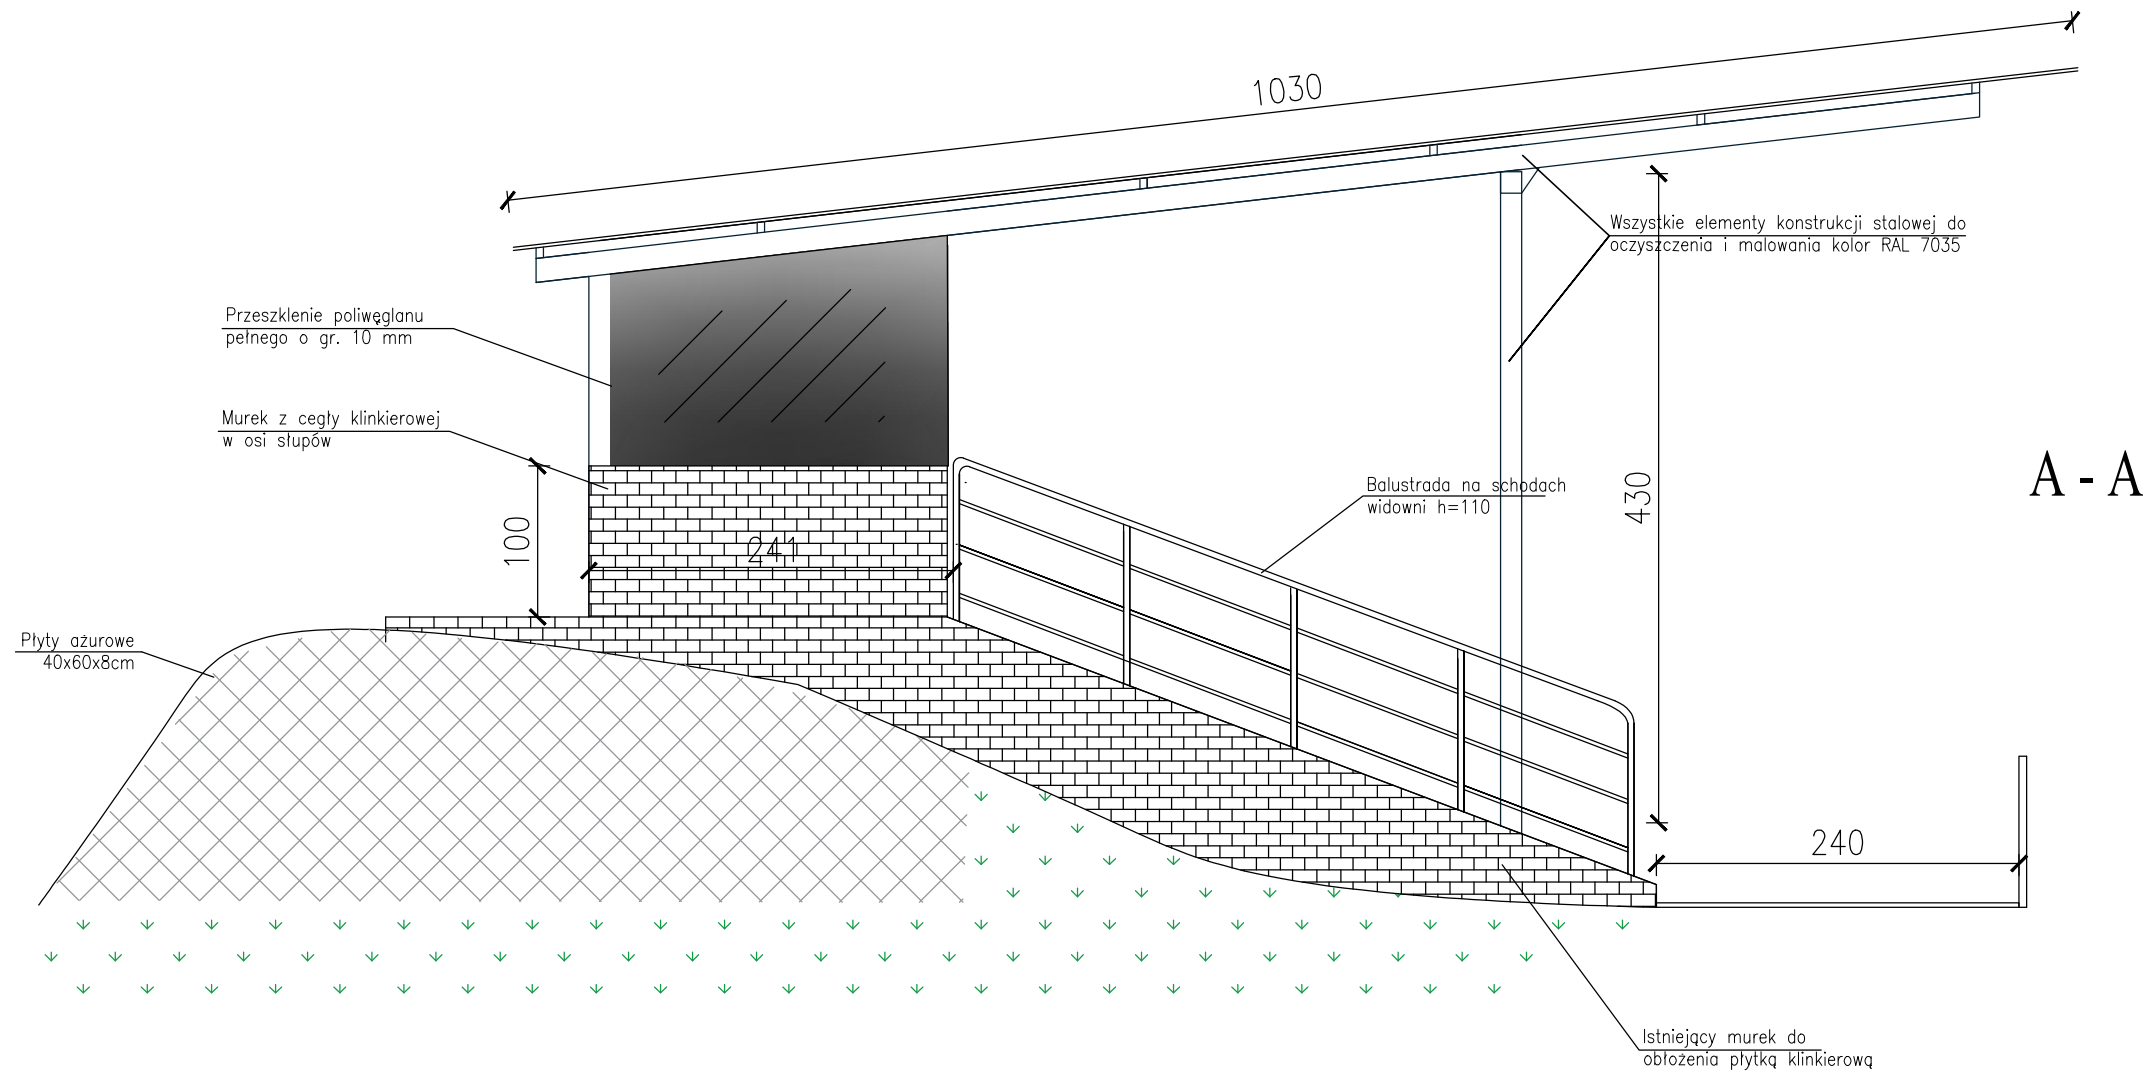 1030
Wszystkie elementy konstrukcji stalowej do
oczyszczenia i malowania kolor RAL 7035
Przeszklenie poliwęglanu
pełnego o gr. 10 mm
Murek z cegły klinkierowej
w osi słupów
A - A
Balustrada na schodach
widowni h=110
430
100
241
Płyty ażurowe
40x60x8cm
240
Istniejący murek do
obłożenia płytką klinkierową